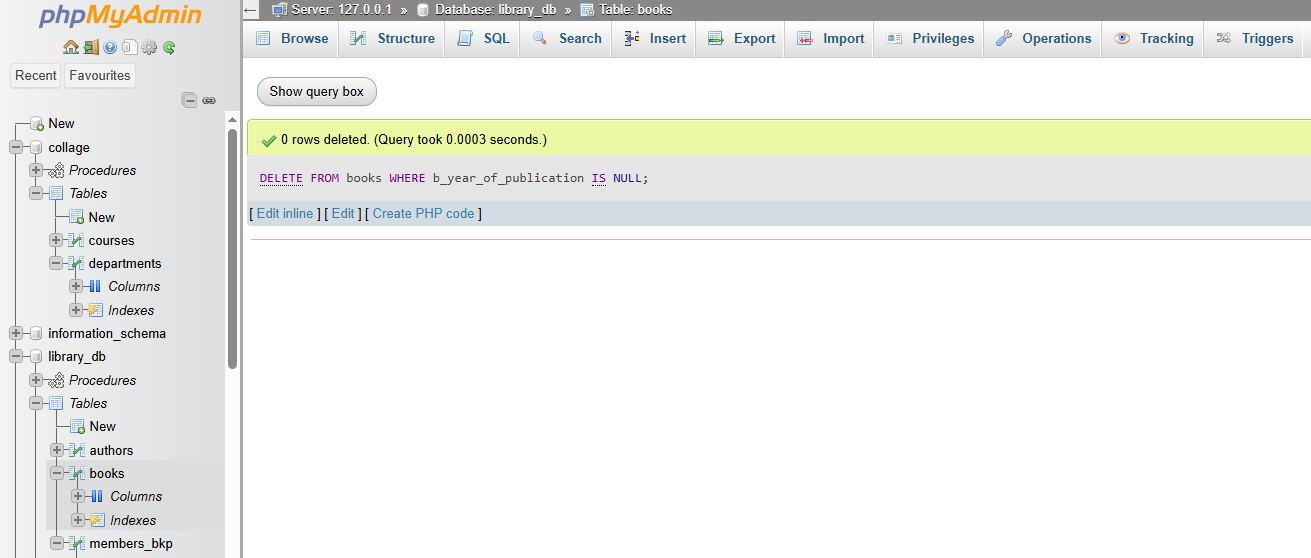 phpMyAdmin
Recent Favourites
New
collage
Procedures
Tables
New
courses
departments
Columns
Indexes
information_schema
library_db
Procedures
Tables
New
authors
books
Columns
Indexes
members_bkp
Server: 127.0.0.1 » Database: library_db » Table: books
Browse Structure SQL Search Insert Export Import Privileges Operations Tracking Triggers
Show query box
0 rows deleted. (Query took 0.0003 seconds.)
DELETE FROM books WHERE b_year_of_publication IS NULL;
[ Edit inline ] [ Edit ] [ Create PHP code ]